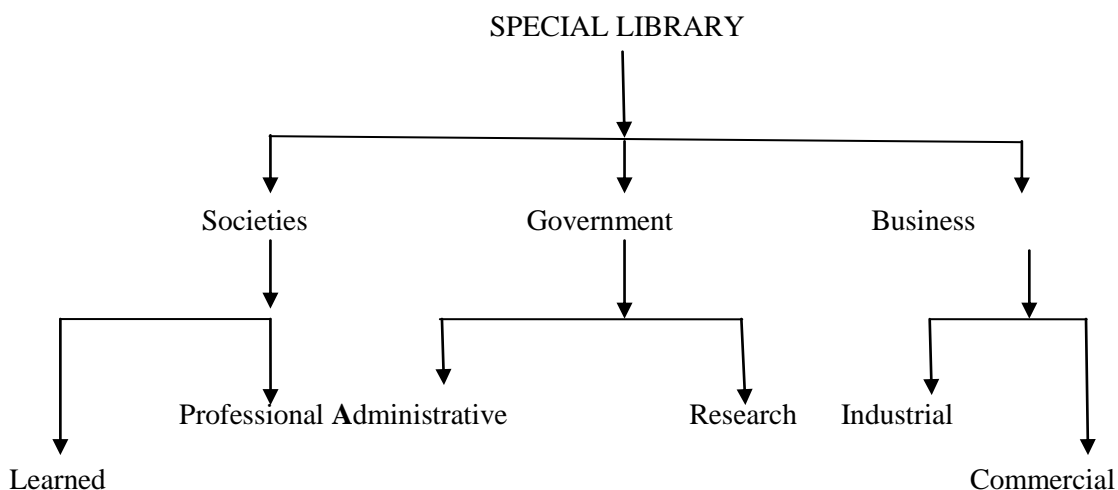 SPECIAL LIBRARY
Societies Government Business
Professional Administrative Research Industrial
Learned Commercial